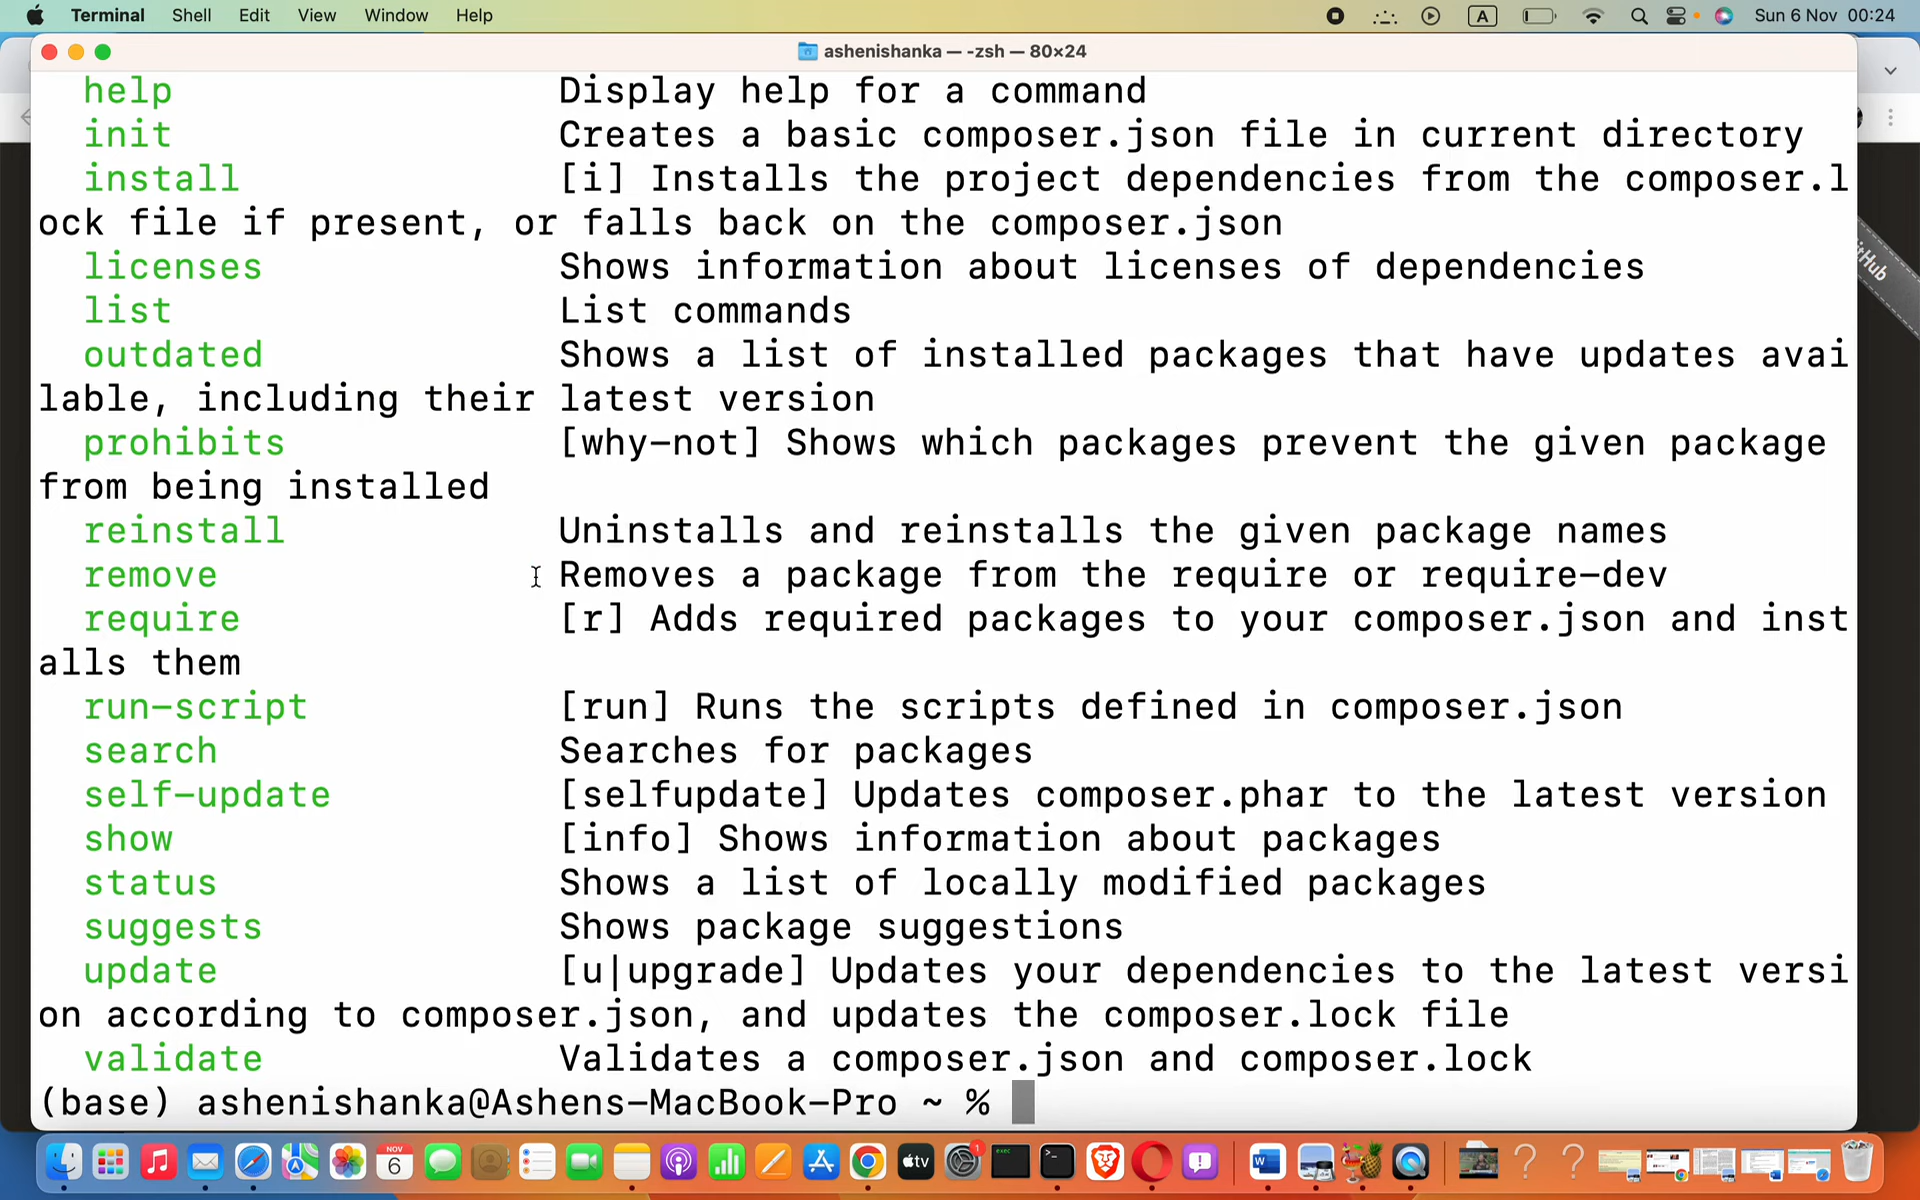 Terminal Shell Edit View Window Help A Sun 6 Nov 00:24
ashenishanka — -zsh — 80×24
help Display help for a command
init Creates a basic composer.json file in current directory
install [i] Installs the project dependencies from the composer.l
ock file if present, or falls back on the composer.json
licenses Shows information about licenses of dependencies
list List commands
outdated Shows a list of installed packages that have updates avai
lable, including their latest version
prohibits [why-not] Shows which packages prevent the given package
from being installed
reinstall Uninstalls and reinstalls the given package names
remove Removes a package from the require or require-dev
require [r] Adds required packages to your composer.json and inst
alls them
run-script [run] Runs the scripts defined in composer.json
search Searches for packages
self-update [selfupdate] Updates composer.phar to the latest version
show [info] Shows information about packages
status Shows a list of locally modified packages
suggests Shows package suggestions
update [u|upgrade] Updates your dependencies to the latest versi
on according to composer.json, and updates the composer.lock file
validate Validates a composer.json and composer.lock
(base) ashenishanka@Ashens-MacBook-Pro ~ %
NOV
6
tv
1
exec
>_
W
? ?